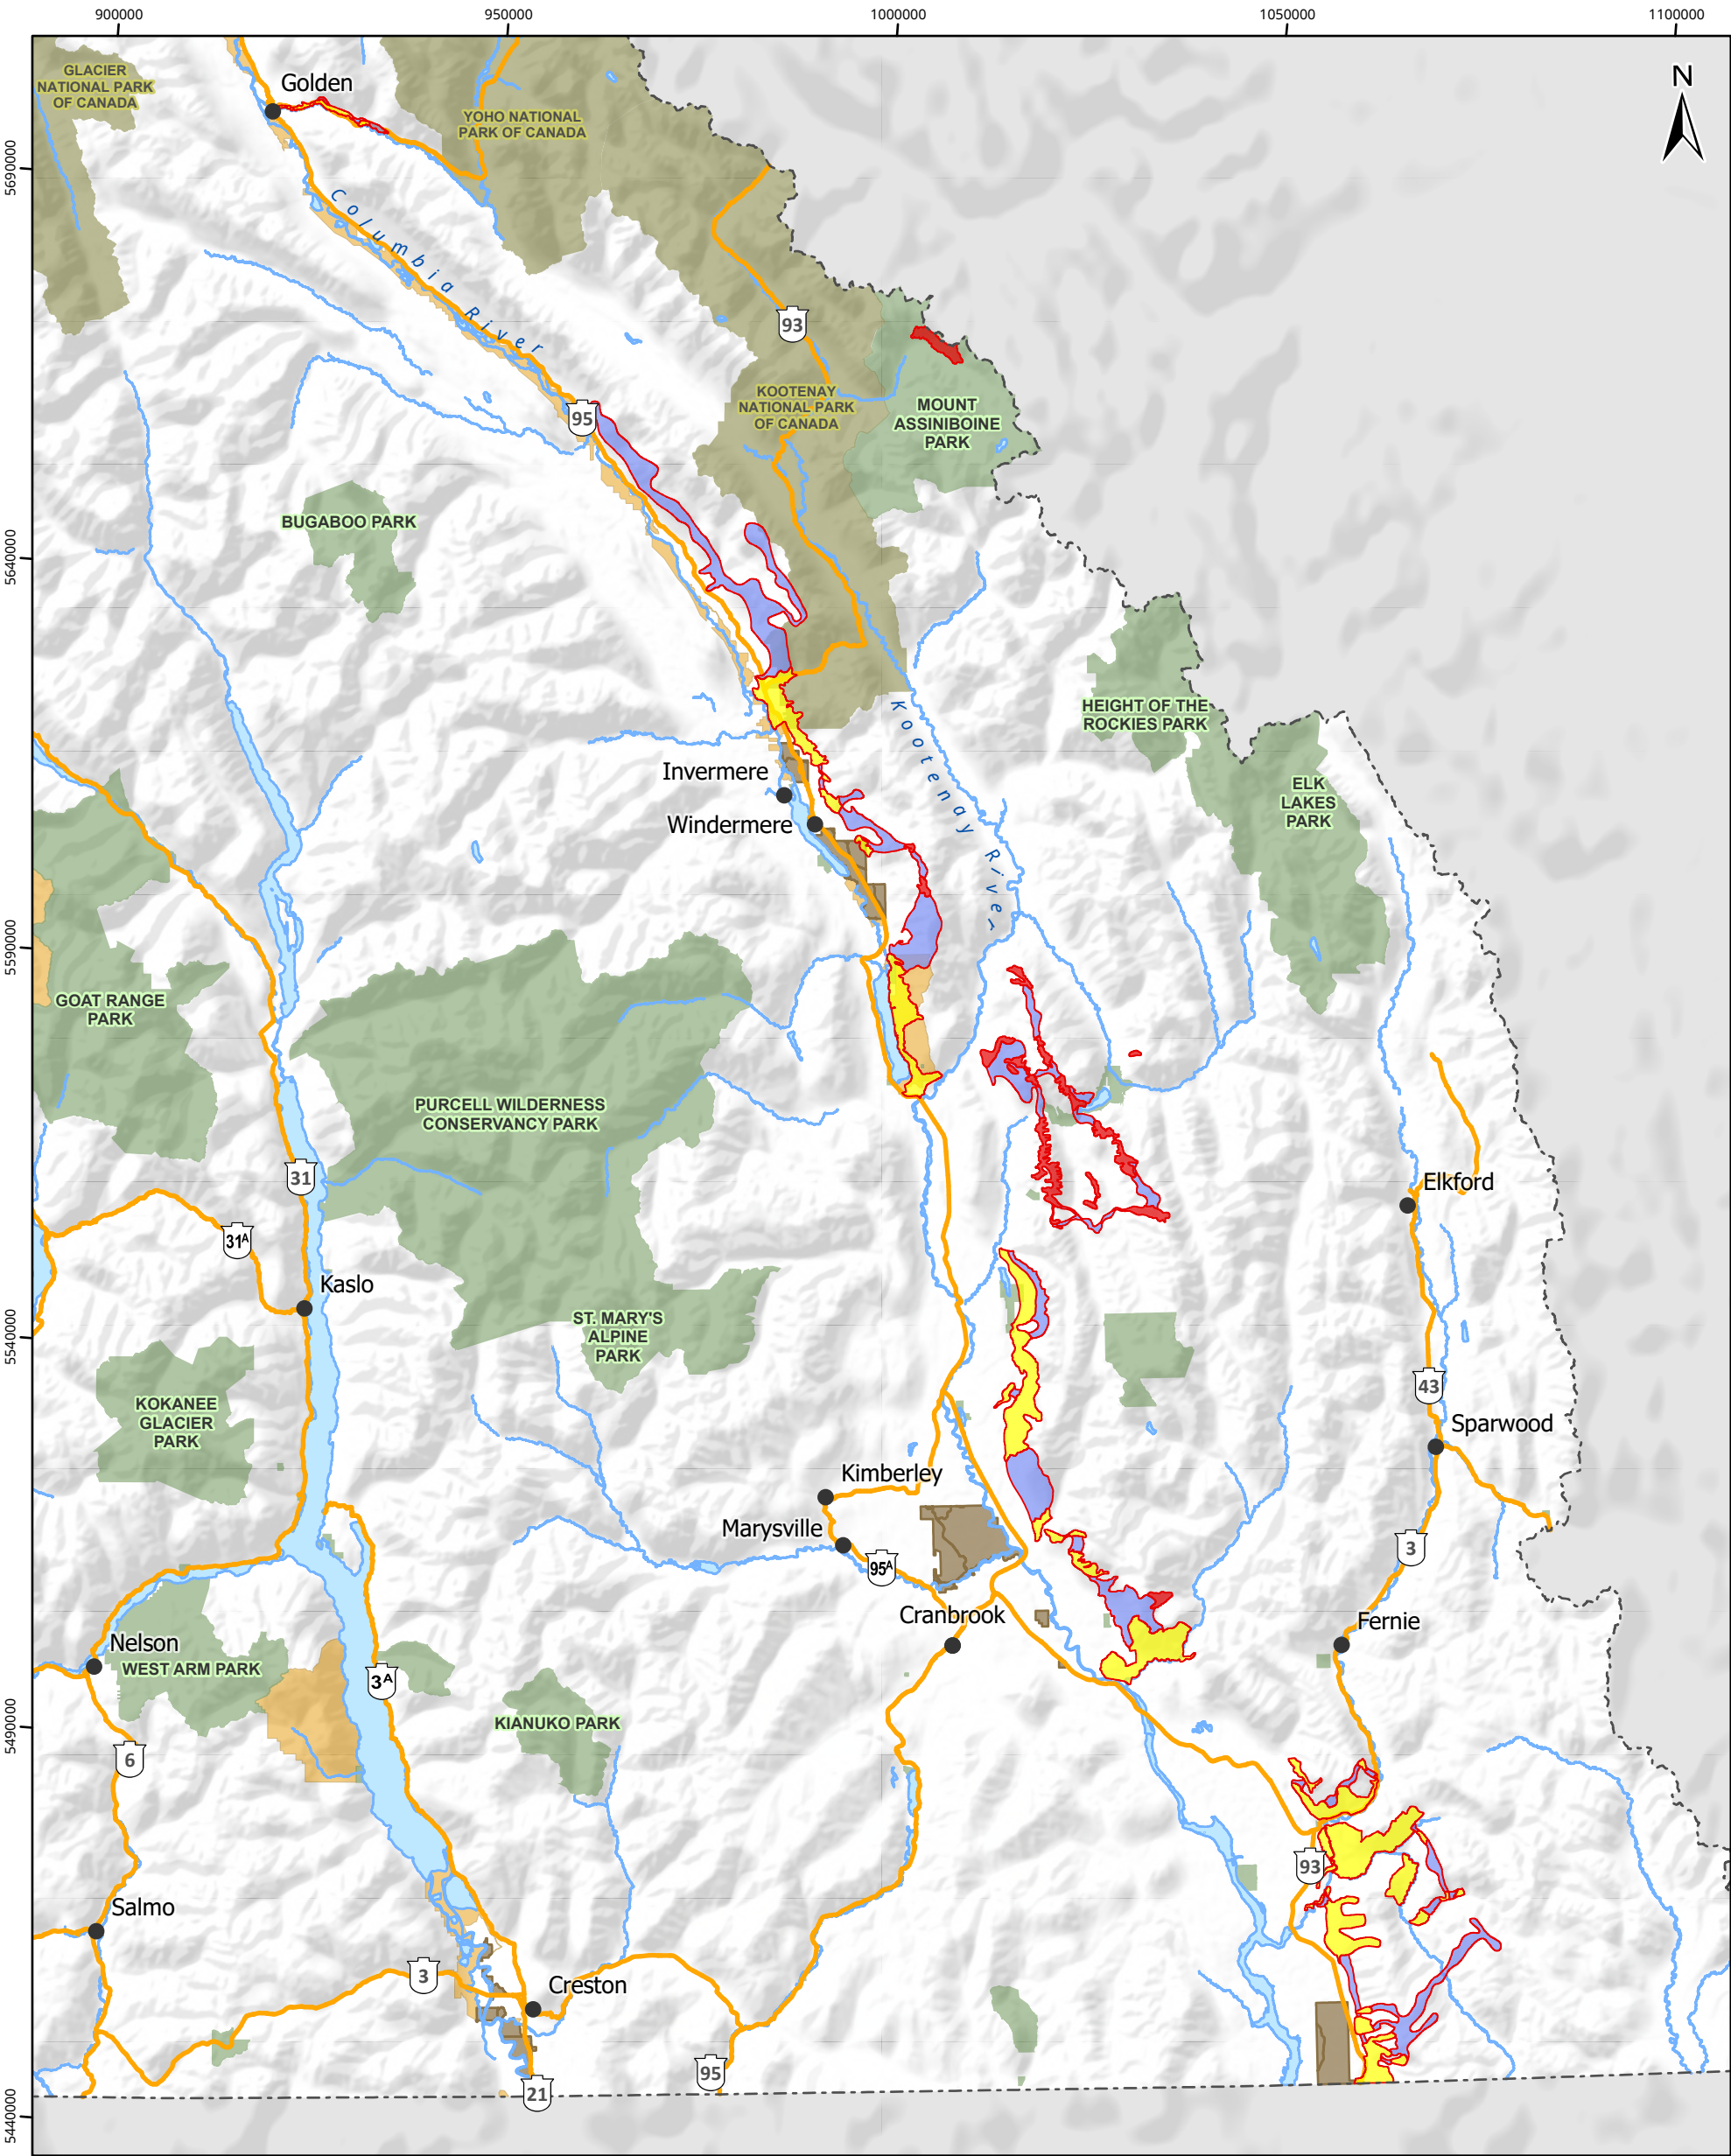 900000
950000
1000000
1050000
1100000
N
GLACIER
NATIONAL PARK
OF CANADA
Golden
YOHO NATIONAL
PARK OF CANADA
5690000
Columbia River
93
KOOTENAY
NATIONAL PARK
OF CANADA
MOUNT
ASSINIBOINE
PARK
95
BUGABOO PARK
5640000
HEIGHT OF THE
ROCKIES PARK
Kootenay River
Invermere
Windermere
ELK
LAKES
PARK
5590000
GOAT RANGE
PARK
PURCELL WILDERNESS
CONSERVANCY PARK
31
Elkford
31A
Kaslo
ST. MARY'S
ALPINE
PARK
5540000
KOKANEE
GLACIER
PARK
43
Sparwood
Kimberley
Marysville
95A
3
Cranbrook
Fernie
Nelson
WEST ARM PARK
3A
KIANUKO PARK
5490000
6
93
Salmo
3
Creston
95
21
5440000